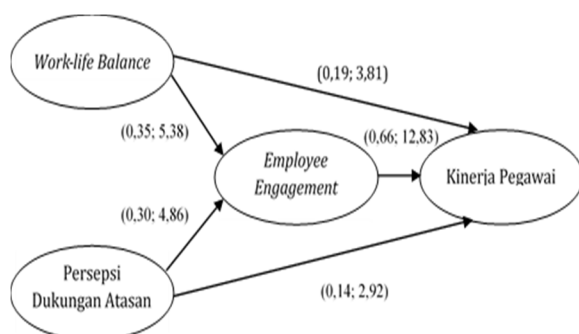 Work-life Balance
(0,19; 3,81)
(0,35; 5,38)
(0,66; 12,83)
Employee
Engagement
Kinerja Pegawai
(0,30; 4,86)
Persepsi
Dukungan Atasan
(0,14; 2,92)